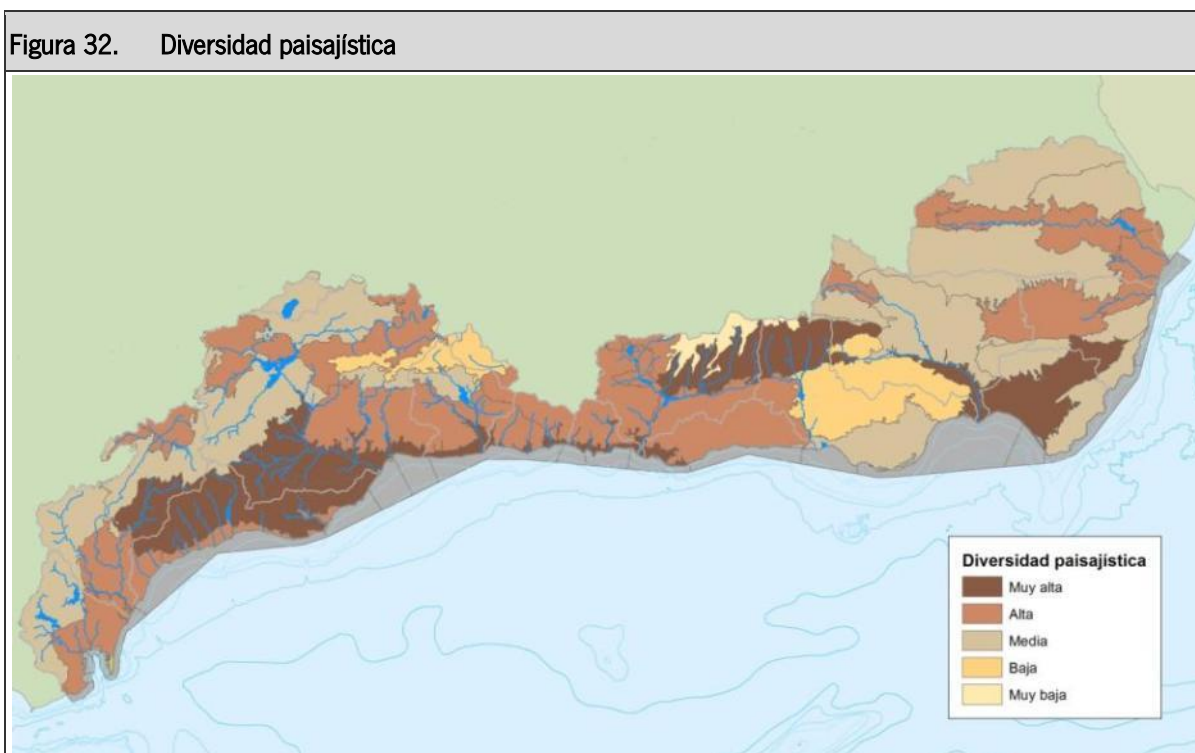 Figura 32. Diversidad paisajística
Diversidad paisajística
Muy alta
Alta
Media
Baja
Muy baja